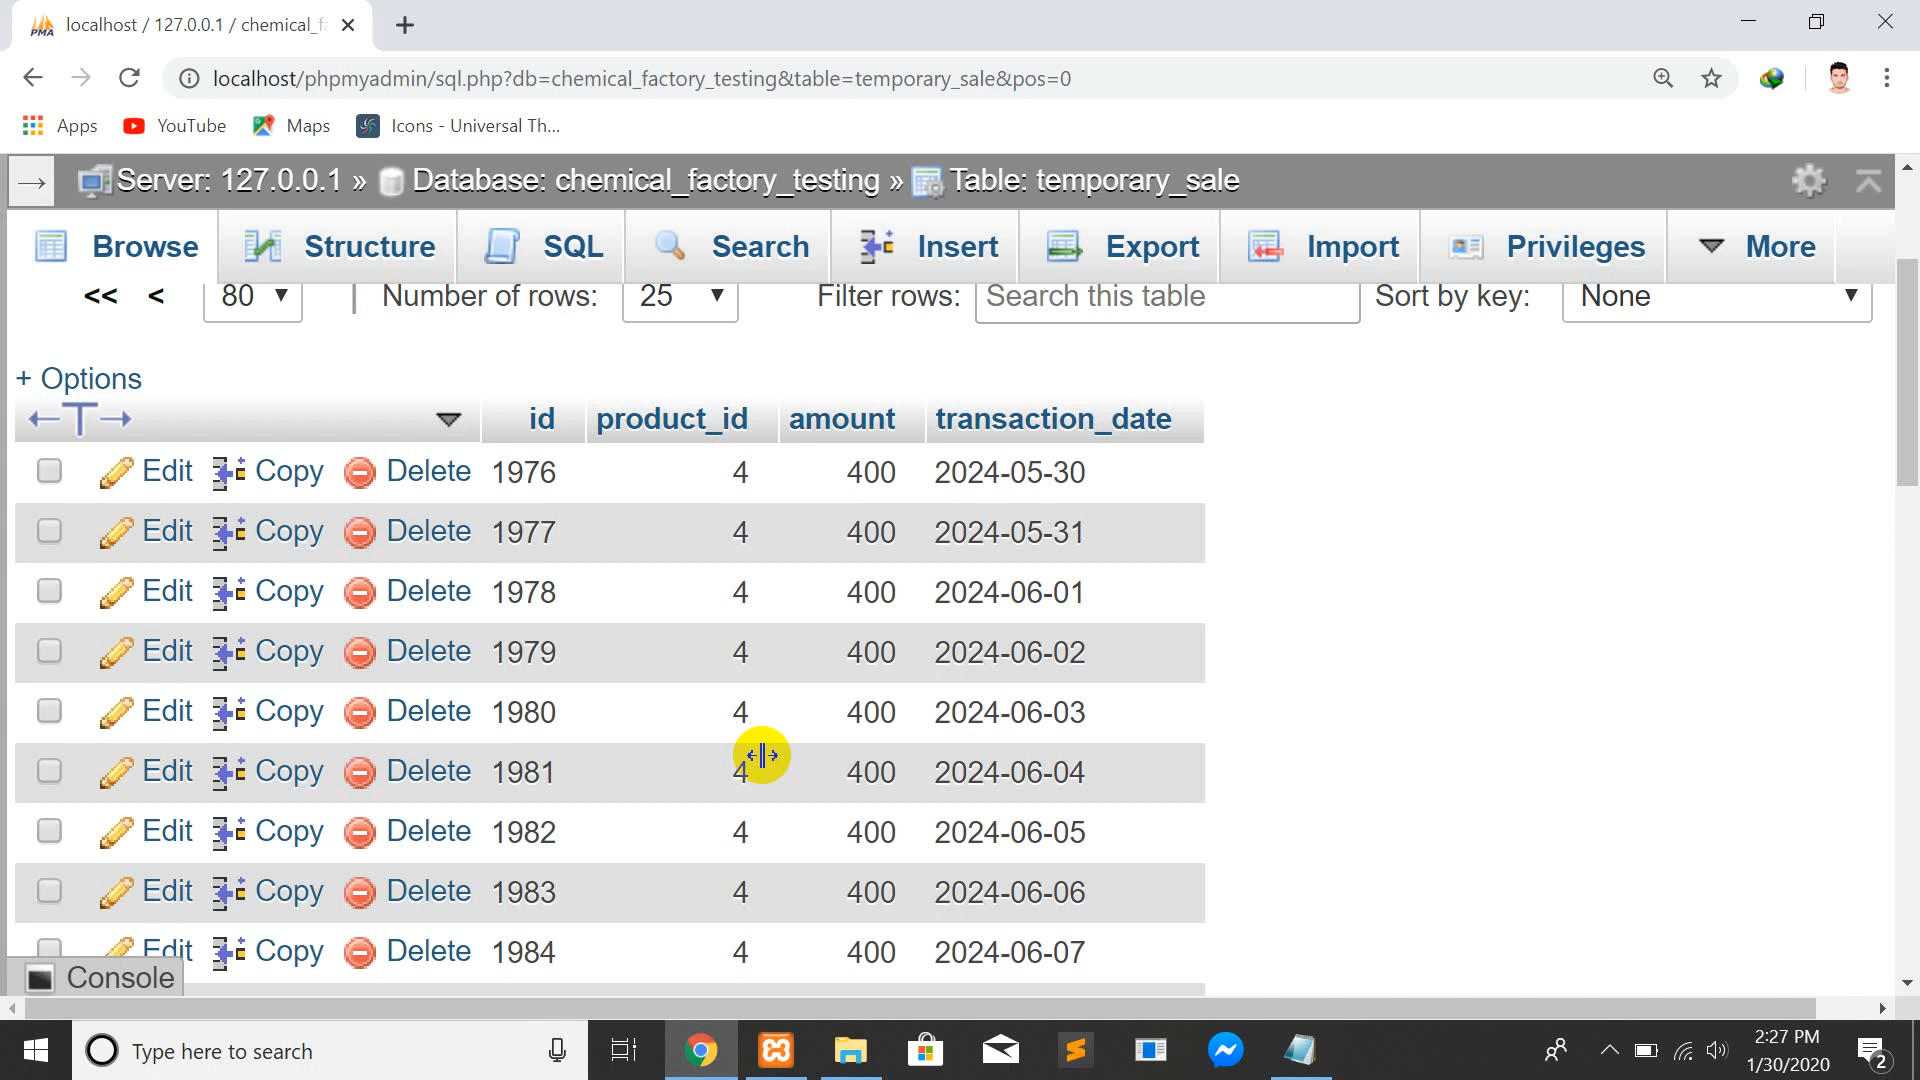 localhost / 127.0.0.1 / chemical_fa
localhost/phpmyadmin/sql.php?db=chemical_factory_testing&table=temporary_sale&pos=0
Apps YouTube Maps Icons - Universal Th...
Server: 127.0.0.1 » Database: chemical_factory_testing » Table: temporary_sale
Browse Structure SQL Search Insert Export Import Privileges More
<< < 80 | Number of rows: 25 Filter rows: Search this table Sort by key: None
+ Options
←T→ id product_id amount transaction_date
Edit Copy Delete 1976 4 400 2024-05-30
Edit Copy Delete 1977 4 400 2024-05-31
Edit Copy Delete 1978 4 400 2024-06-01
Edit Copy Delete 1979 4 400 2024-06-02
Edit Copy Delete 1980 4 400 2024-06-03
Edit Copy Delete 1981 4 400 2024-06-04
Edit Copy Delete 1982 4 400 2024-06-05
Edit Copy Delete 1983 4 400 2024-06-06
Edit Copy Delete 1984 4 400 2024-06-07
Console
Type here to search
2:27 PM
1/30/2020
2